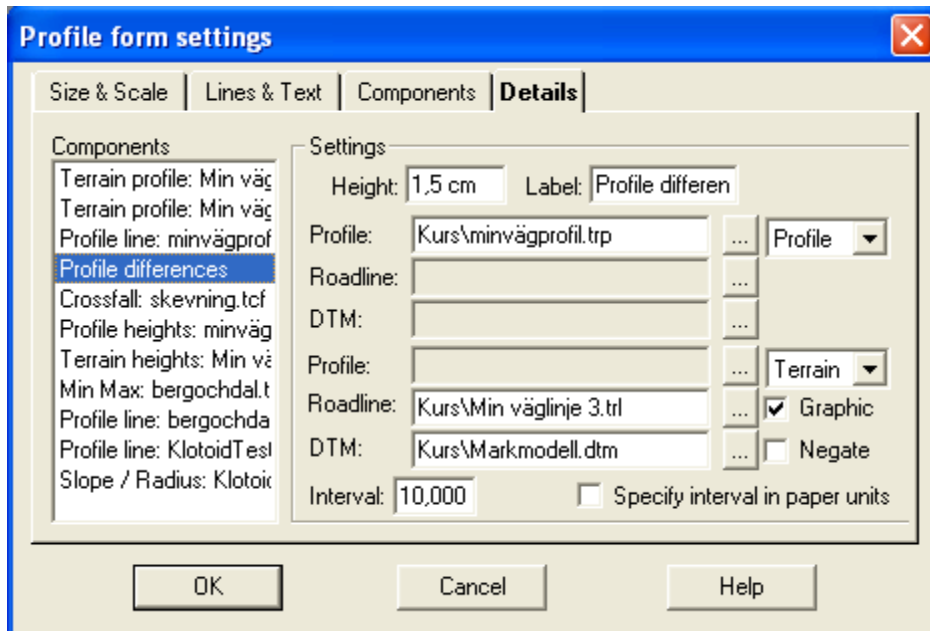 Profile form settings
Size & Scale Lines & Text Components Details
Components
Terrain profile: Min väg
Terrain profile: Min väg
Profile line: minvägprof
Profile differences
Crossfall: skevning.tcf
Profile heights: minväg
Terrain heights: Min vä
Min Max: bergochdal.t
Profile line: bergochda
Profile line: KlotoidTest
Slope / Radius: Klotoid
Settings
Height: 1,5 cm Label: Profile differen
Profile: Kurs\minvägprofil.trp ... Profile
Roadline: ...
DTM: ...
Profile: ... Terrain
Roadline: Kurs\Min väglinje 3.trl ... Graphic
DTM: Kurs\Markmodell.dtm ... Negate
Interval: 10,000 Specify interval in paper units
OK Cancel Help